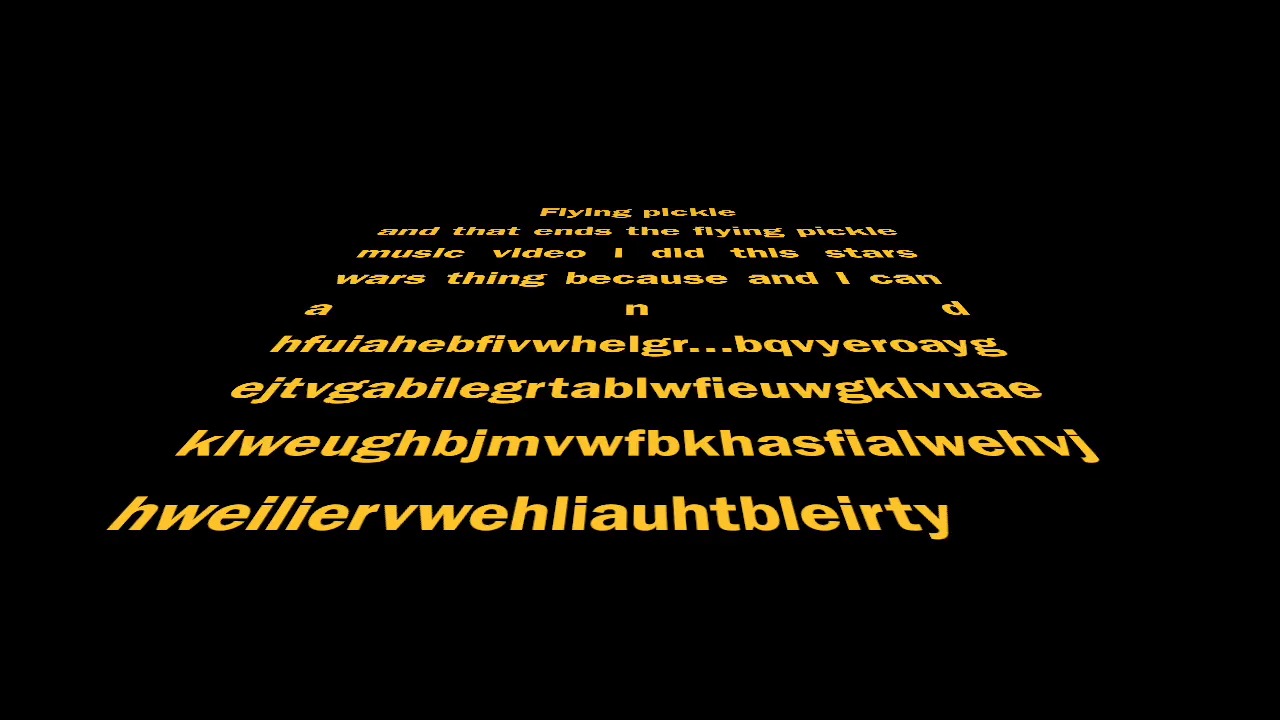 Flying pickle
and that ends the flying pickle
music video I did this stars
wars thing because and I can
a n d
hfuiahebfivwhelgr...bqvyeroayg
ejtvgabilegrtablwfieuwgklvuae
klweughbjmvwfbkhasfialwehvj
hweiliervwehliauhtbleirty